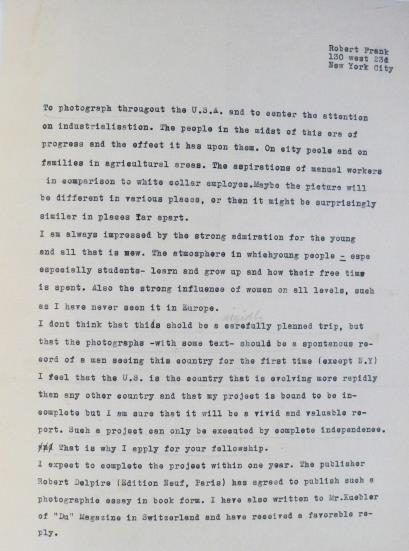 Robert Frank
130 west 23d
New York City
To photograph througout the U.S.A. and to center the attention
on industrialisation. The people in the midst of this era of
progress and the effect it has upon them. On city peole and on
families in agricultural areas. The aspirations of manual workers
in comparison to white collar employes.Maybe the picture will
be different in various places, or then it might be surprisingly
similar in places far apart.
I am always impressed by the strong admiration for the young
and all that is new. The atmosphere in whichyoung people - espe
especially students- learn and grow up and how their free time
is spent. Also the strong influence of women on all levels, such
as I have never seen it in Europe.
rigidly
I dont think that this shold be a carefully planned trip, but
that the photographs -with some text- should be a spontanous re-
cord of a man seeing this country for the first time (except N.Y)
I feel that the U.S. is the country that is evolving more rapidly
than any other country and that my project is bound to be in-
complete but I am sure that it will be a vivid and valuable re-
port. Such a project can only be executed by complete independence.
That is why I apply for your fellowship.
I expect to complete the project within one year. The publisher
Robert Delpire (Edition Neuf, Paris) has agreed to publish such a
photographic essay in book form. I have also written to Mr.Kuebler
of "Du" Magazine in Switzerland and have received a favorable re-
ply.